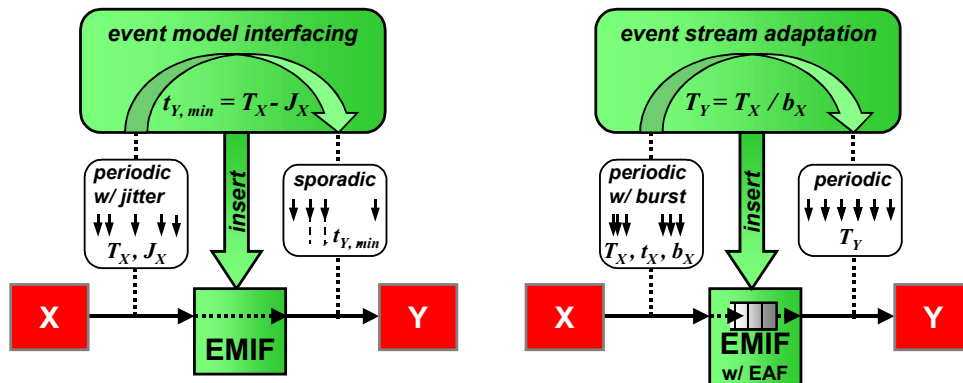 event model interfacing
t_Y, min = T_X - J_X
periodic
w/ jitter
T_X, J_X
insert
sporadic
t_Y, min
X
EMIF
Y
event stream adaptation
T_Y = T_X / b_X
periodic
w/ burst
T_X, t_X, b_X
insert
periodic
T_Y
X
EMIF
w/ EAF
Y